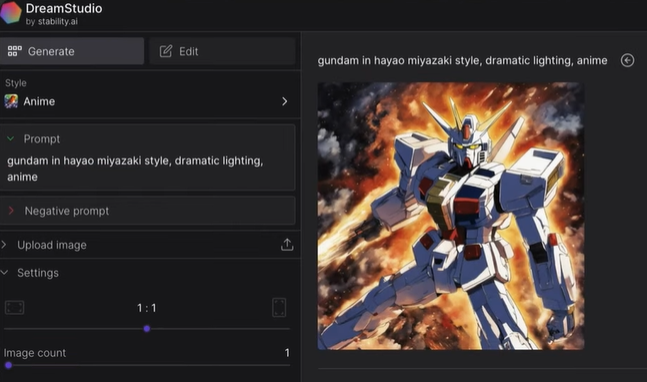 DreamStudio
by stability.ai
Generate
Edit
Style
Anime
Prompt
gundam in hayao miyazaki style, dramatic lighting,
anime
Negative prompt
Upload image
Settings
1 : 1
Image count
1
gundam in hayao miyazaki style, dramatic lighting, anime